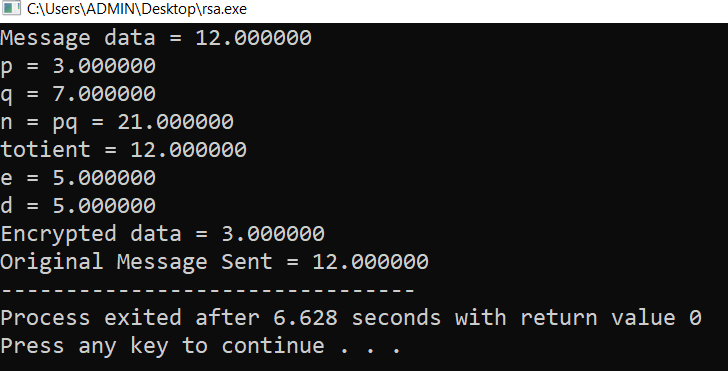 C:\Users\ADMIN\Desktop\rsa.exe
Message data = 12.000000
p = 3.000000
q = 7.000000
n = pq = 21.000000
totient = 12.000000
e = 5.000000
d = 5.000000
Encrypted data = 3.000000
Original Message Sent = 12.000000
--------------------------------
Process exited after 6.628 seconds with return value 0
Press any key to continue . . .